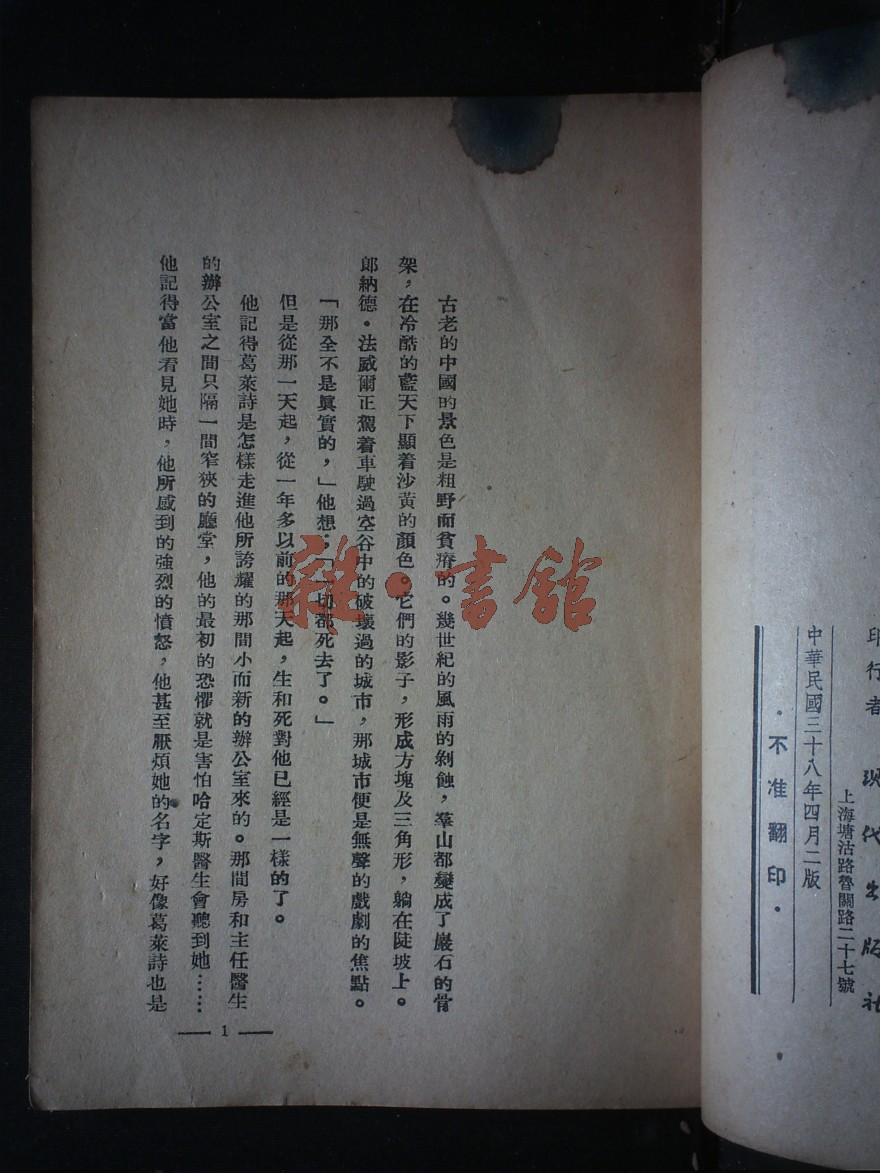 印行者 現代出版社
上海塘沽路魯關路二十七號
中華民國三十八年四月二版
·不准翻印·
古老的中國的景色是粗野而貧瘠的。幾世紀的風雨的剝蝕，羣山都變成了巖石的骨
架，在冷酷的藍天下顯着沙黃的顏色。它們的影子，形成方塊及三角形，躺在陡坡上。
郎納德·法威爾正駕着車駛過空谷中的破壞過的城市，那城市便是無聲的戲劇的焦點。
「那全不是眞實的，」他想；「一切都死去了。」
但是從那一天起，從一年多以前的那天起，生和死對他已經是一樣的了。
他記得葛萊詩是怎樣走進他所誇耀的那間小而新的辦公室來的。那間房和主任醫生
的辦公室之間只隔一間窄狹的廳堂，他的最初的恐懼就是害怕哈定斯醫生會聽到她……
他記得當他看見她時，他所感到的強烈的憤怒，他甚至厭煩她的名字，好像葛萊詩也是
— 1 —
雜·書館